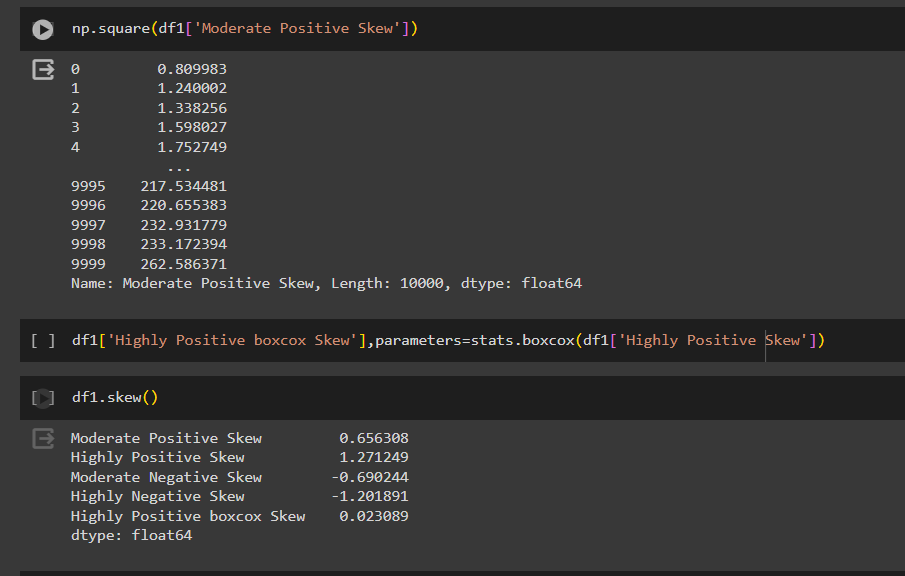 np.square(df1['Moderate Positive Skew'])
0         0.809983
1         1.240002
2         1.338256
3         1.598027
4         1.752749
...
9995    217.534481
9996    220.655383
9997    232.931779
9998    233.172394
9999    262.586371
Name: Moderate Positive Skew, Length: 10000, dtype: float64
[ ] df1['Highly Positive boxcox Skew'],parameters=stats.boxcox(df1['Highly Positive Skew'])
[ ] df1.skew()
Moderate Positive Skew         0.656308
Highly Positive Skew           1.271249
Moderate Negative Skew        -0.690244
Highly Negative Skew          -1.201891
Highly Positive boxcox Skew    0.023089
dtype: float64